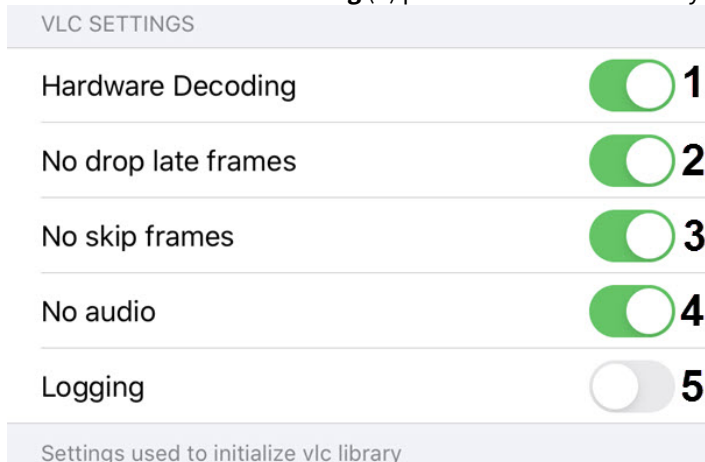 VLC SETTINGS
Hardware Decoding 1
No drop late frames 2
No skip frames 3
No audio 4
Logging 5
Settings used to initialize vlc library